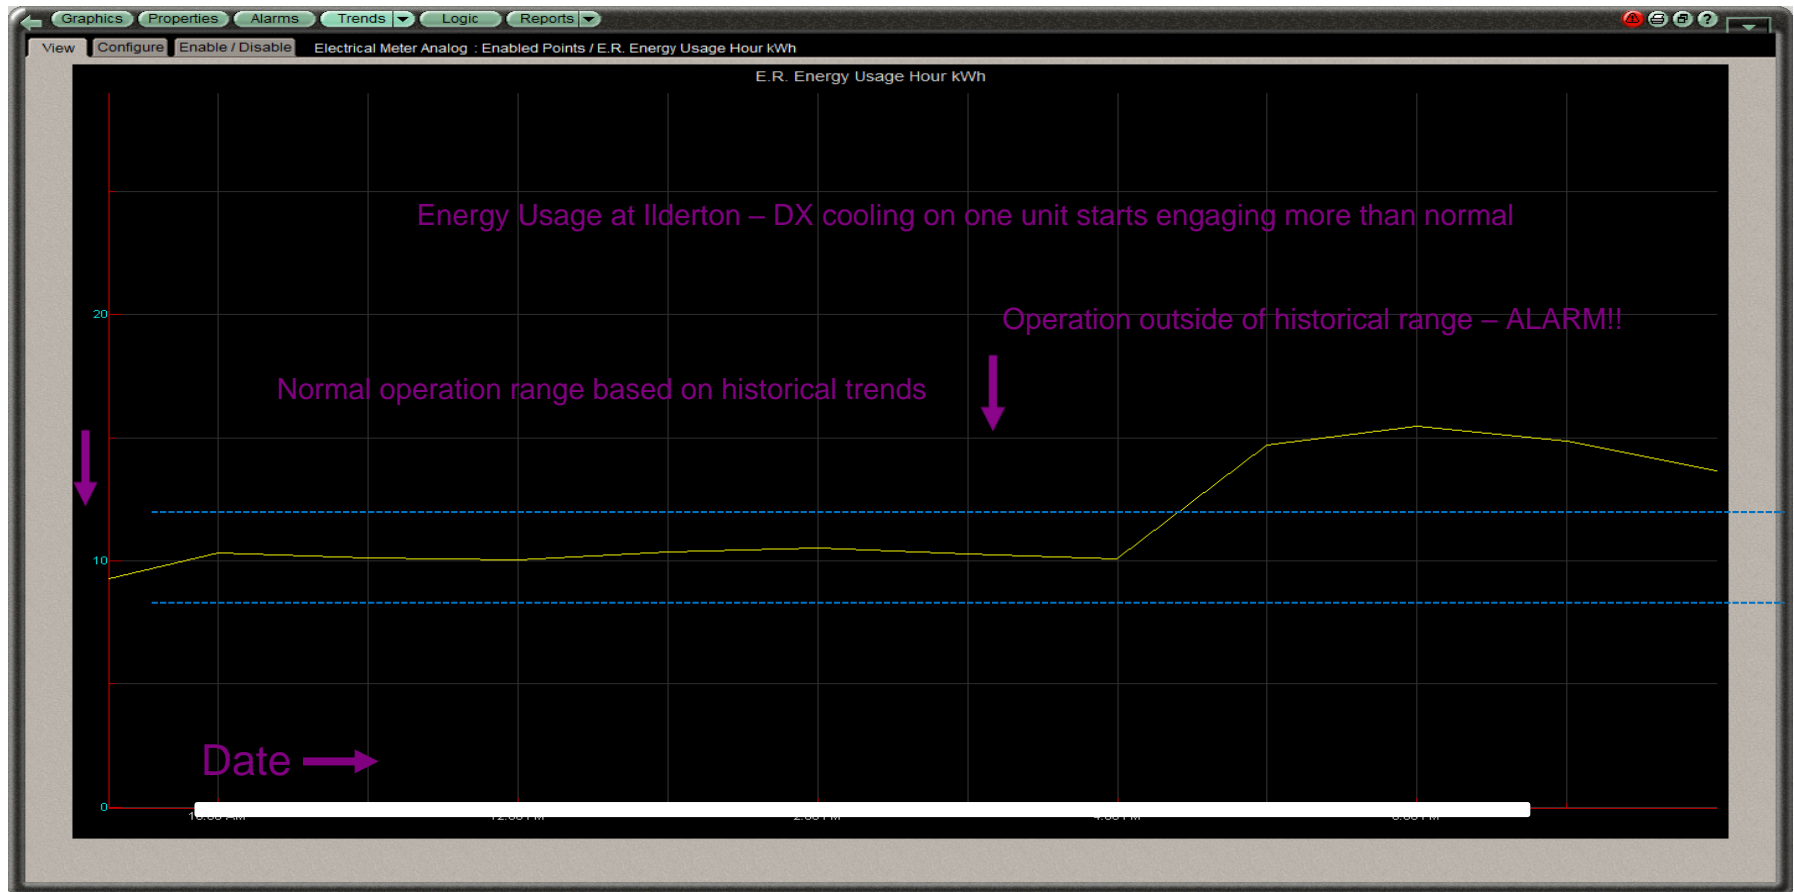 Graphics Properties Alarms Trends Logic Reports
View Configure Enable / Disable Electrical Meter Analog : Enabled Points / E.R. Energy Usage Hour kWh
E.R. Energy Usage Hour kWh
Energy Usage at Ilderton – DX cooling on one unit starts engaging more than normal
20
Operation outside of historical range – ALARM!!
Normal operation range based on historical trends
10
Date
0